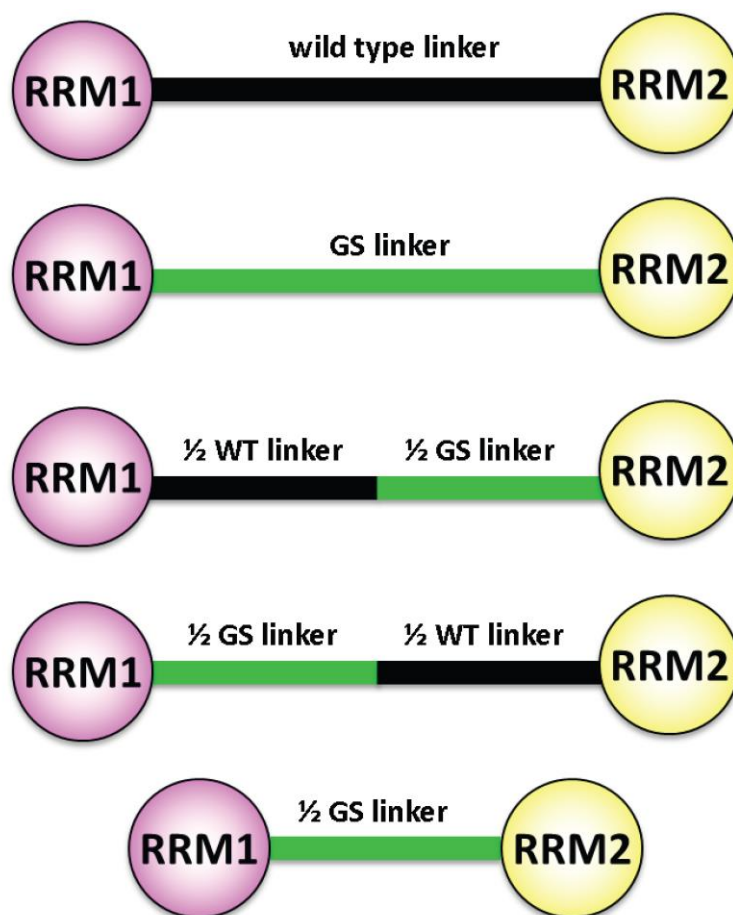 wild type linker
RRM1 RRM2
GS linker
RRM1 RRM2
½ WT linker ½ GS linker
RRM1 RRM2
½ GS linker ½ WT linker
RRM1 RRM2
½ GS linker
RRM1 RRM2